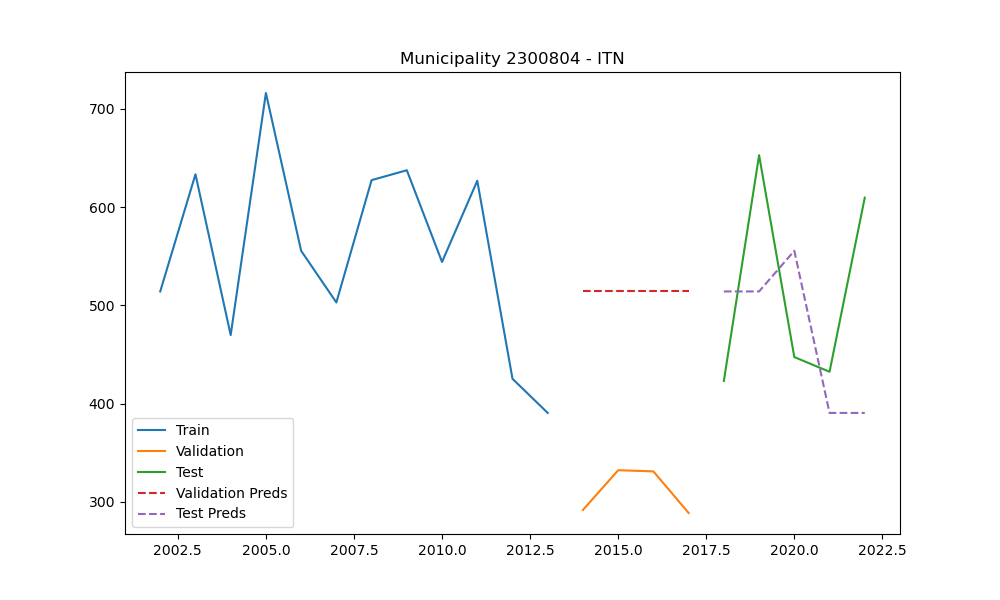 Municipality 2300804 - ITN
700
600
500
400
300
Train
Validation
Test
Validation Preds
Test Preds
2002.5 2005.0 2007.5 2010.0 2012.5 2015.0 2017.5 2020.0 2022.5